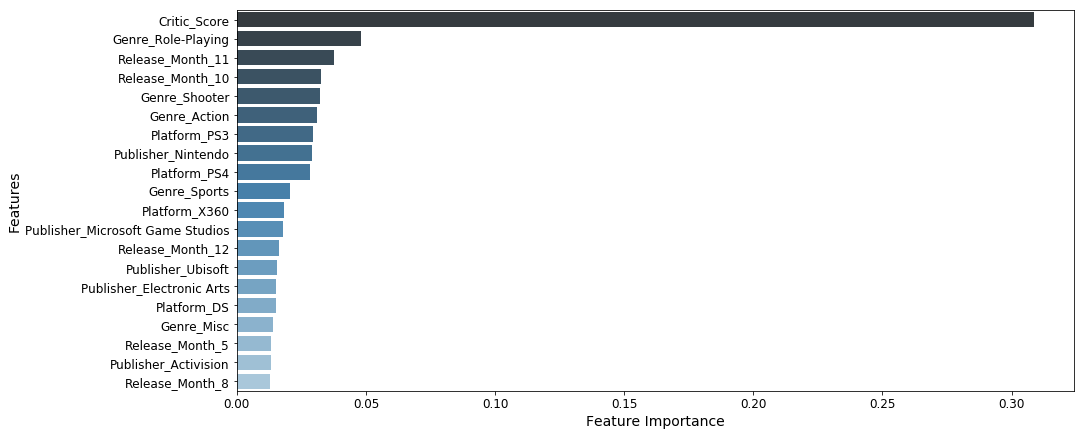 Critic_Score
Genre_Role-Playing
Release_Month_11
Release_Month_10
Genre_Shooter
Genre_Action
Platform_PS3
Publisher_Nintendo
Platform_PS4
Genre_Sports
Platform_X360
Publisher_Microsoft Game Studios
Release_Month_12
Publisher_Ubisoft
Publisher_Electronic Arts
Platform_DS
Genre_Misc
Release_Month_5
Publisher_Activision
Release_Month_8
Features
0.00 0.05 0.10 0.15 0.20 0.25 0.30
Feature Importance